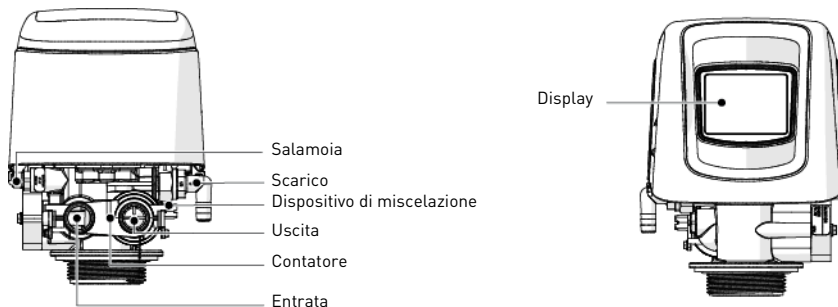 Display
Salamoia
Scarico
Dispositivo di miscelazione
Uscita
Contatore
Entrata